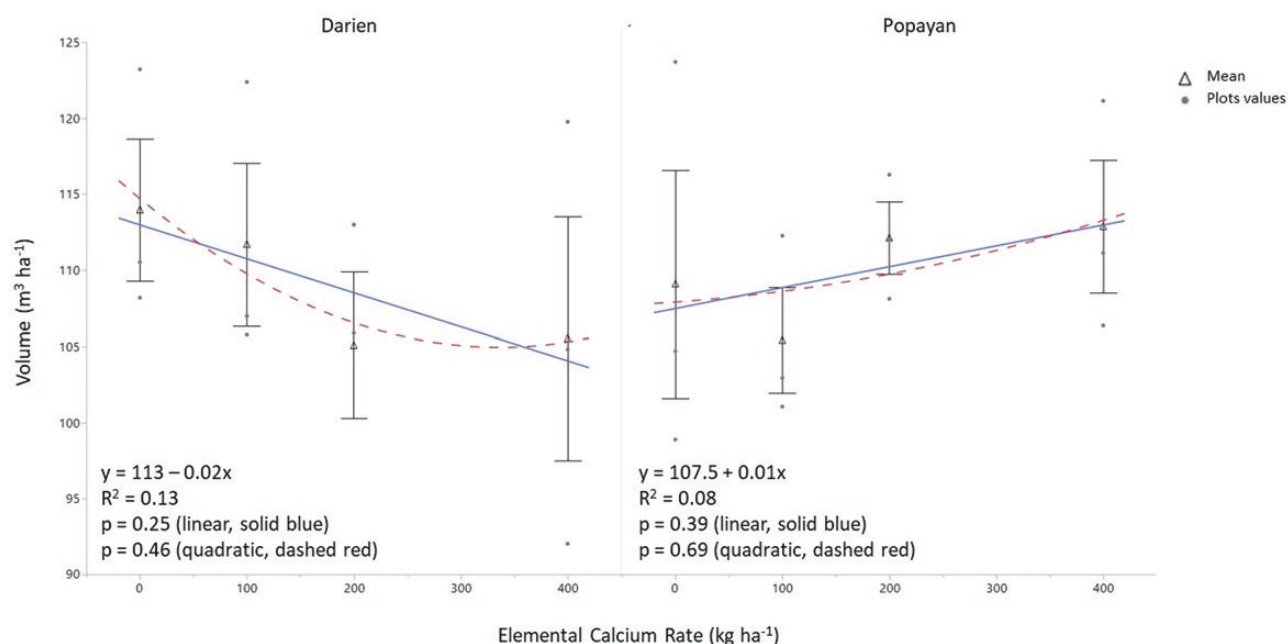 Darien
Popayan
Mean
Plots values
Volume (m³ ha⁻¹)
125
120
115
110
105
100
95
90
y = 113 – 0.02x
R² = 0.13
p = 0.25 (linear, solid blue)
p = 0.46 (quadratic, dashed red)
y = 107.5 + 0.01x
R² = 0.08
p = 0.39 (linear, solid blue)
p = 0.69 (quadratic, dashed red)
0 100 200 300 400 0 100 200 300 400
Elemental Calcium Rate (kg ha⁻¹)